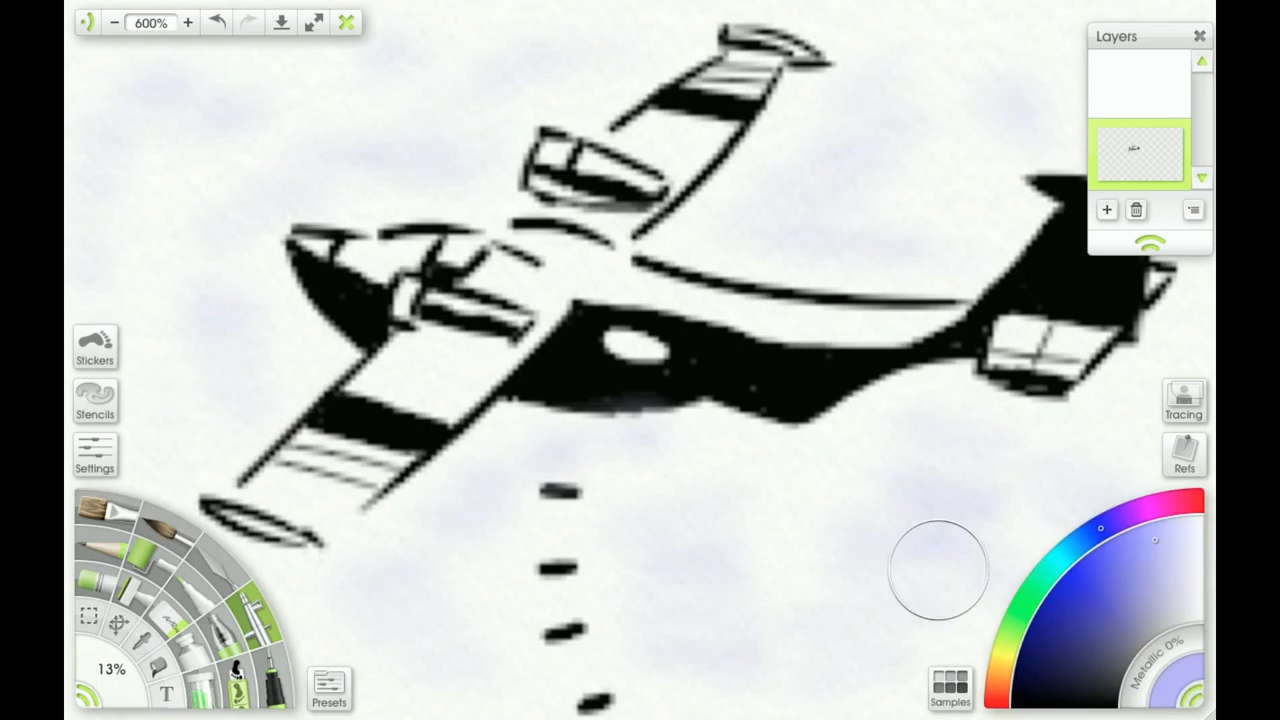 600%
Layers
Stickers
Stencils
Settings
Tracing
Refs
13%
T
Presets
Samples
Metallic 0%